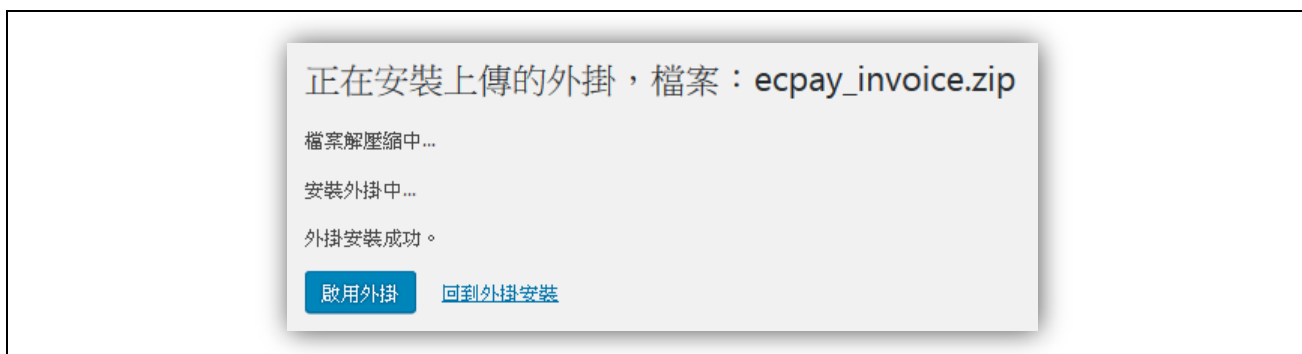 正在安裝上傳的外掛，檔案：ecpay_invoice.zip
檔案解壓縮中...
安裝外掛中...
外掛安裝成功。
啟用外掛 回到外掛安裝